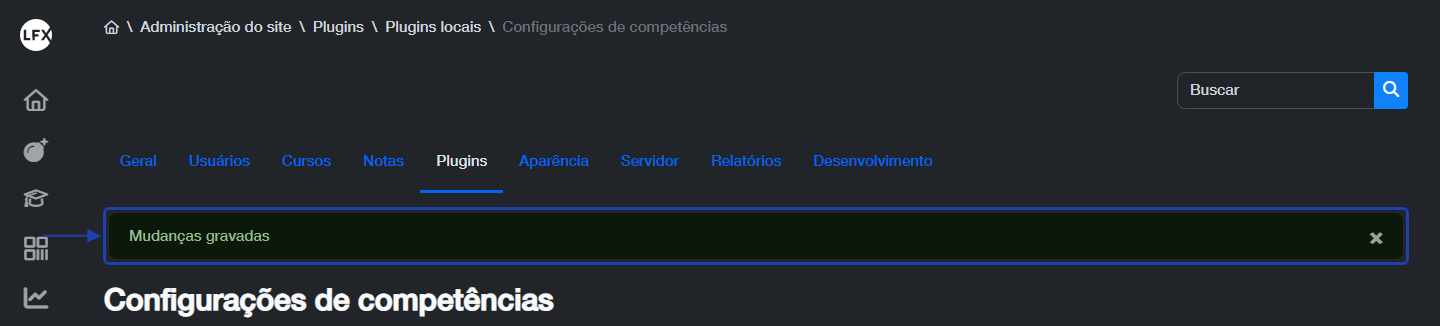 LFX
\ Administração do site \ Plugins \ Plugins locais \ Configurações de competências
Buscar
Geral Usuários Cursos Notas Plugins Aparência Servidor Relatórios Desenvolvimento
Mudanças gravadas
Configurações de competências